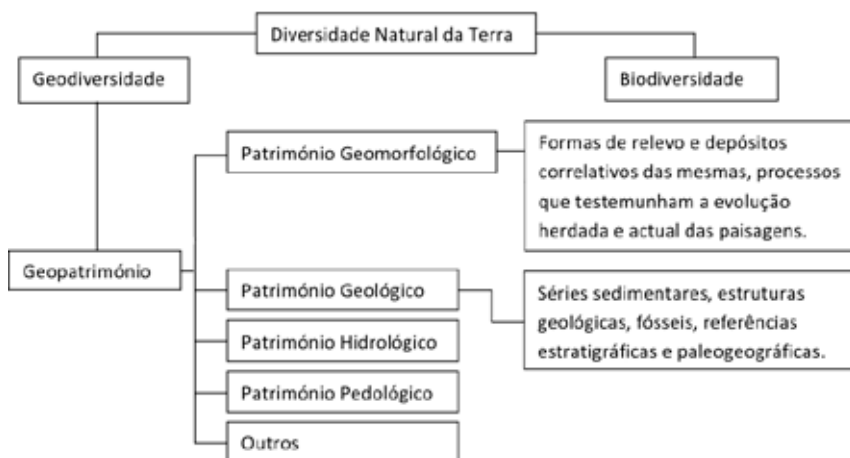 Diversidade Natural da Terra
Geodiversidade
Biodiversidade
Património Geomorfológico
Formas de relevo e depósitos
correlativos das mesmas, processos
que testemunham a evolução
herdada e actual das paisagens.
Geopatrimónio
Património Geológico
Séries sedimentares, estruturas
geológicas, fósseis, referências
estratigráficas e paleogeográficas.
Património Hidrológico
Património Pedológico
Outros